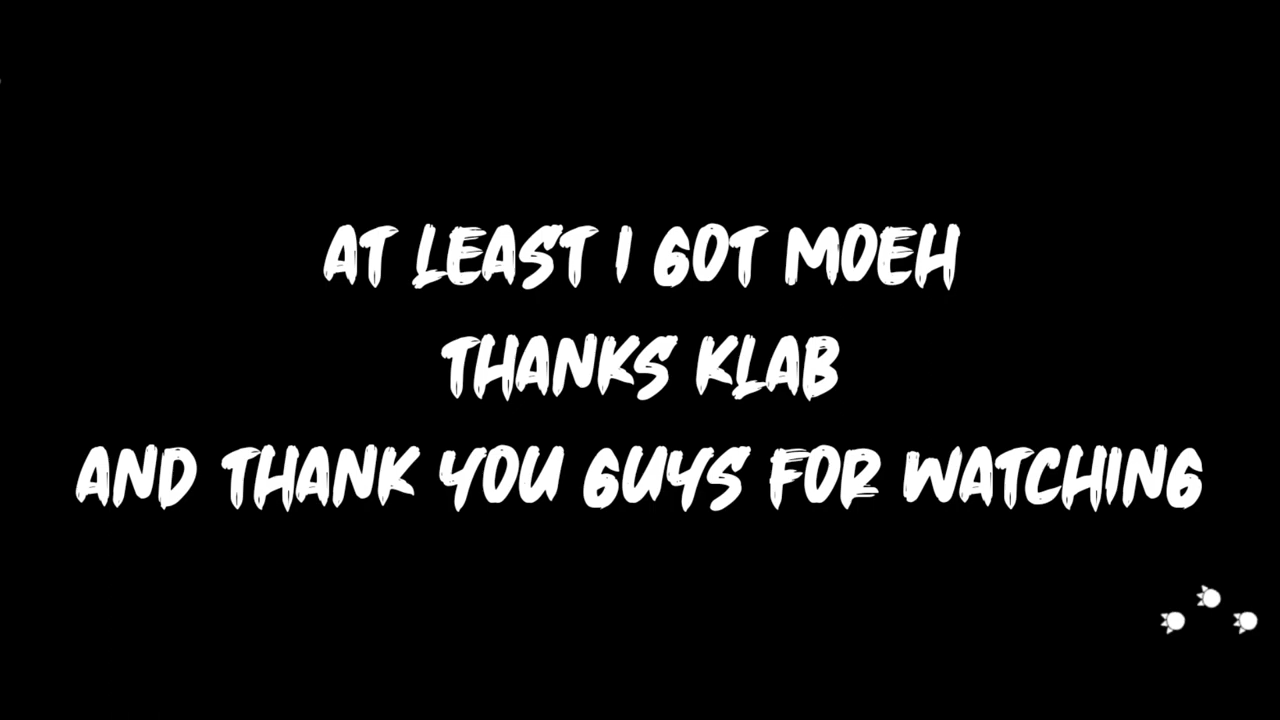 AT LEAST I GOT MOEH
THANKS KLAB
AND THANK YOU GUYS FOR WATCHING